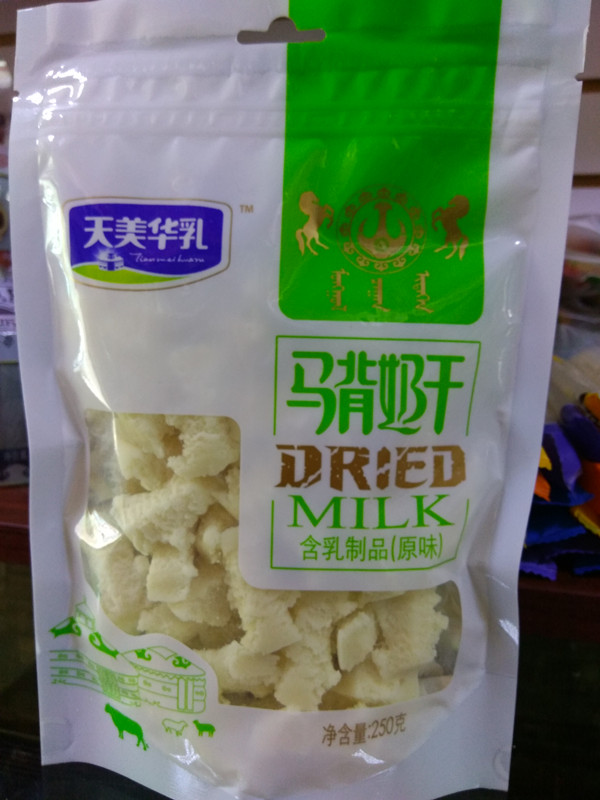 天美华乳
TM
Tianmeihuaru
马背奶干
DRIED
MILK
含乳制品(原味)
净含量:250克